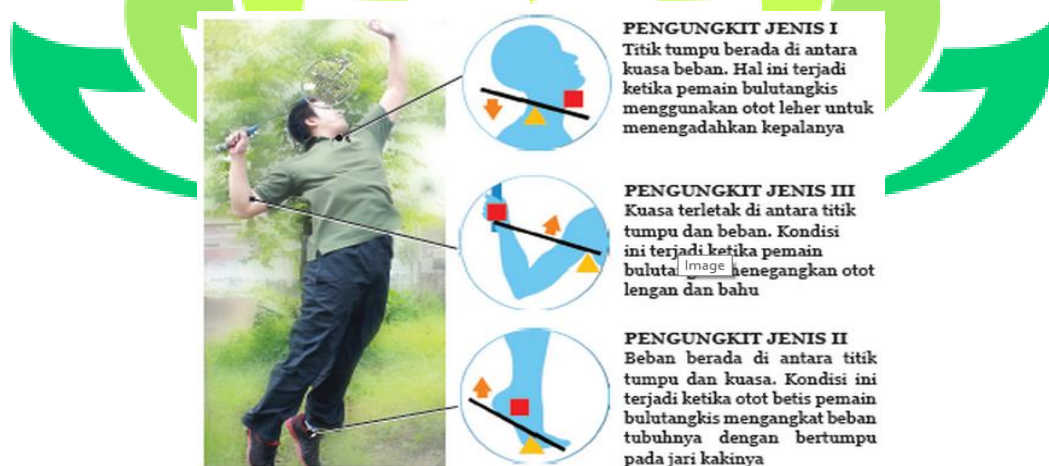 PENGUNGKIT JENIS I
Titik tumpu berada di antara
kuasa beban. Hal ini terjadi
ketika pemain bulutangkis
menggunakan otot leher untuk
menengadahkan kepalanya
PENGUNGKIT JENIS III
Kuasa terletak di antara titik
tumpu dan beban. Kondisi
ini terjadi ketika pemain
Image
menegangkan otot
lengan dan bahu
PENGUNGKIT JENIS II
Beban berada di antara titik
tumpu dan kuasa. Kondisi ini
terjadi ketika otot betis pemain
bulutangkis mengangkat beban
tubuhnya dengan bertumpu
pada jari kakinya